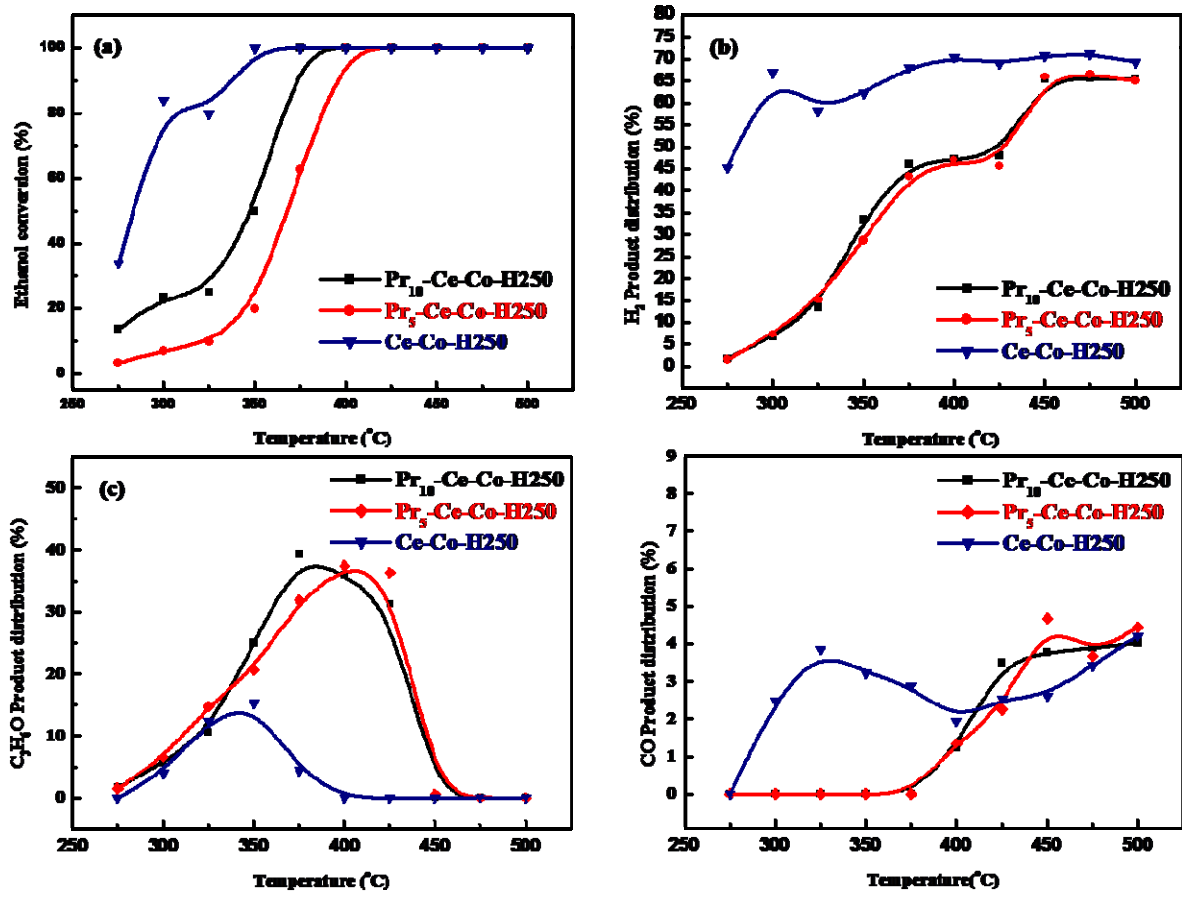 (a)
Ethanol conversion (%)
100
80
60
40
20
0
Pr10-Ce-Co-H250
Pr5-Ce-Co-H250
Ce-Co-H250
250 300 350 400 450 500
Temperature (°C)
(b)
H2 Product distribution (%)
80
75
70
65
60
55
50
45
40
35
30
25
20
15
10
5
0
Pr10-Ce-Co-H250
Pr5-Ce-Co-H250
Ce-Co-H250
250 300 350 400 450 500
Temperature (°C)
(c)
C3H6O Product distribution (%)
50
40
30
20
10
0
Pr10-Ce-Co-H250
Pr5-Ce-Co-H250
Ce-Co-H250
250 300 350 400 450 500
Temperature (°C)
CO Product distribution (%)
9
8
7
6
5
4
3
2
1
0
Pr10-Ce-Co-H250
Pr5-Ce-Co-H250
Ce-Co-H250
250 300 350 400 450 500
Temperature(°C)